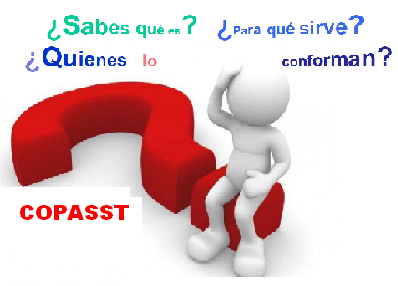 ¿Sabes qué es? ¿Para qué sirve?
¿Quienes lo conforman?
COPASST